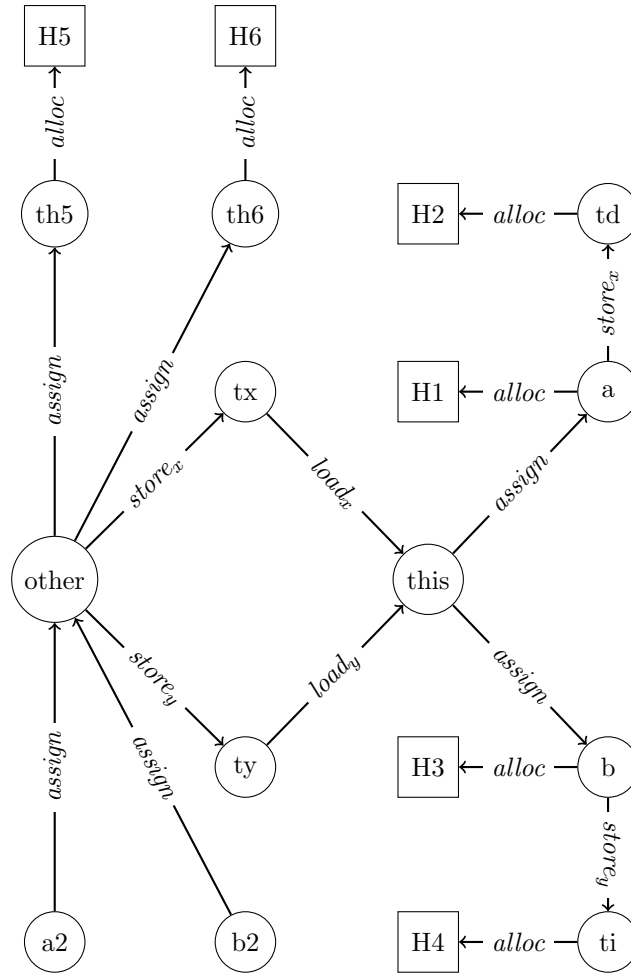 H5
H6
alloc
alloc
th5
th6
H2
alloc
td
assign
assign
store_x
tx
H1
alloc
a
store_x
load_x
assign
other
this
store_y
load_y
assign
assign
assign
ty
H3
alloc
b
store_y
a2
b2
H4
alloc
ti